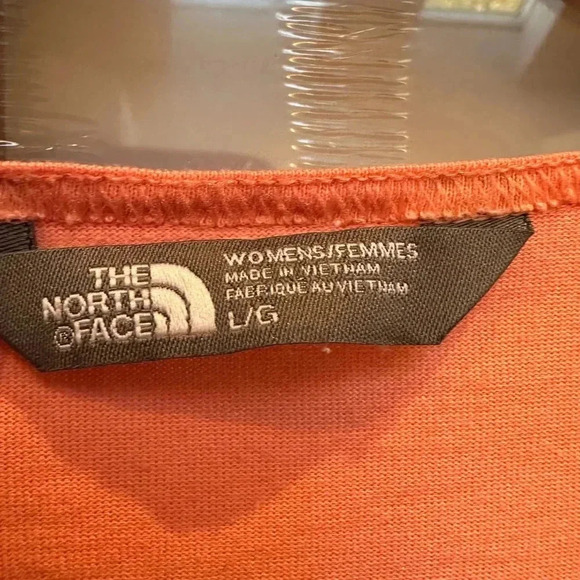 THE
NORTH
®FACE
WOMENS/FEMMES
MADE IN VIETNAM
FABRIQUE AU VIETNAM
L/G